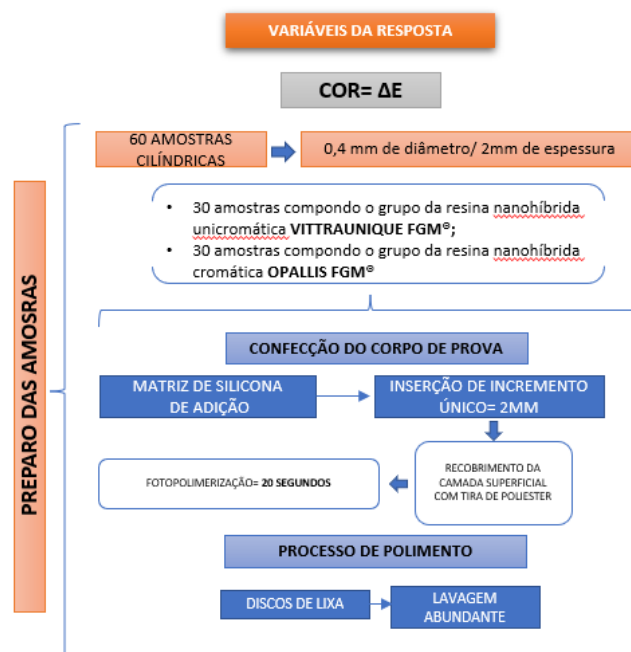 VARIÁVEIS DA RESPOSTA
COR= ΔE
60 AMOSTRAS
CILÍNDRICAS
0,4 mm de diâmetro/ 2mm de espessura
PREPARO DAS AMOSRAS
• 30 amostras compondo o grupo da resina nanohíbrida
unicromática VITTRAUNIQUE FGM®;
• 30 amostras compondo o grupo da resina nanohíbrida
cromática OPALLIS FGM®
CONFECÇÃO DO CORPO DE PROVA
MATRIZ DE SILICONA
DE ADIÇÃO
INSERÇÃO DE INCREMENTO
ÚNICO= 2MM
RECOBRIMENTO DA
CAMADA SUPERFICIAL
COM TIRA DE POLIESTER
FOTOPOLIMERIZAÇÃO= 20 SEGUNDOS
PROCESSO DE POLIMENTO
DISCOS DE LIXA
LAVAGEM
ABUNDANTE